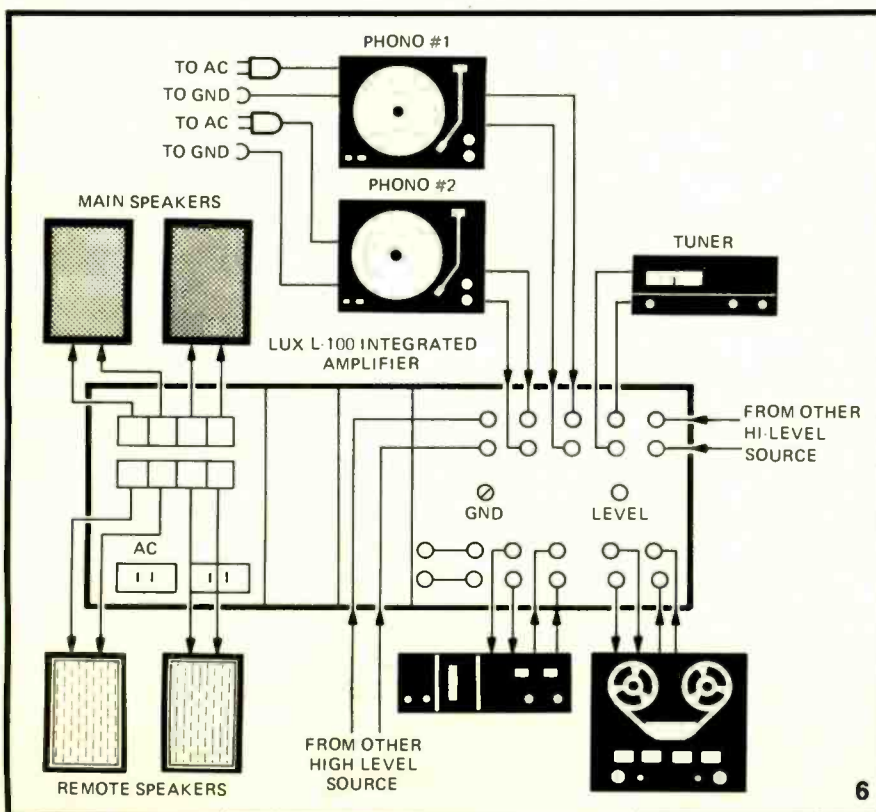 PHONO #1
TO AC
TO GND
TO AC
TO GND
PHONO #2
MAIN SPEAKERS
TUNER
LUX L-100 INTEGRATED
AMPLIFIER
FROM OTHER
HI-LEVEL
SOURCE
GND
LEVEL
AC
FROM OTHER
HIGH LEVEL
SOURCE
REMOTE SPEAKERS
6